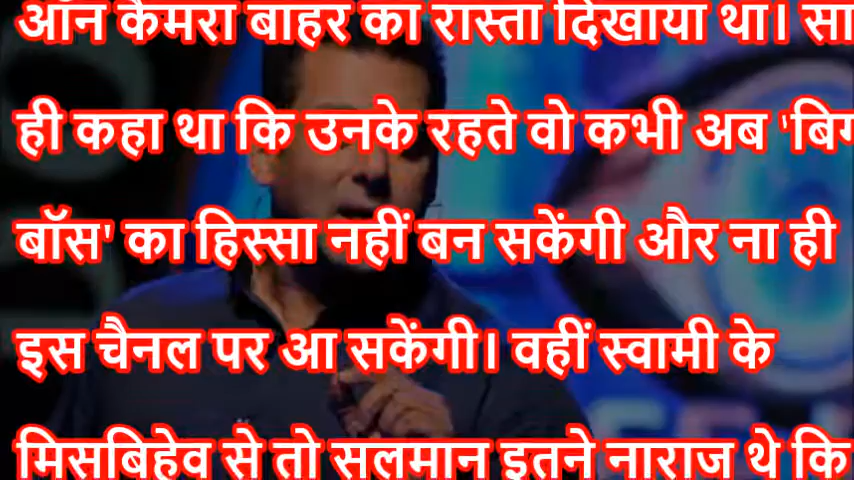 ऑन कैमरा बाहर का रास्ता दिखाया था। सा
ही कहा था कि उनके रहते वो कभी अब 'बिग
बॉस' का हिस्सा नहीं बन सकेंगी और ना ही
इस चैनल पर आ सकेंगी। वहीं स्वामी के
मिसबिहेव से तो सलमान इतने नाराज थे कि